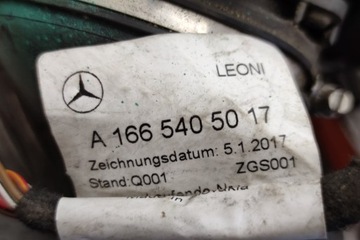 LEONI
A 166 540 50 17
Zeichnungsdatum: 5.1.2017
Stand:Q001 ZGS001